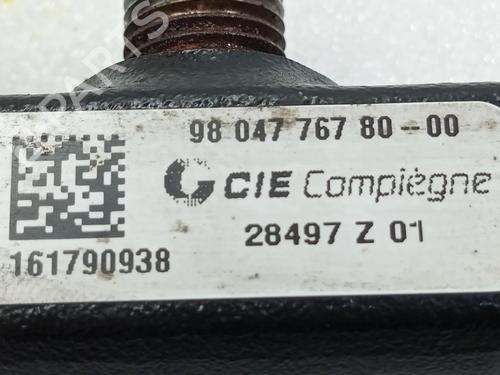 98 047 767 80-00
CIE Compiègne
28497 Z 01
161790938